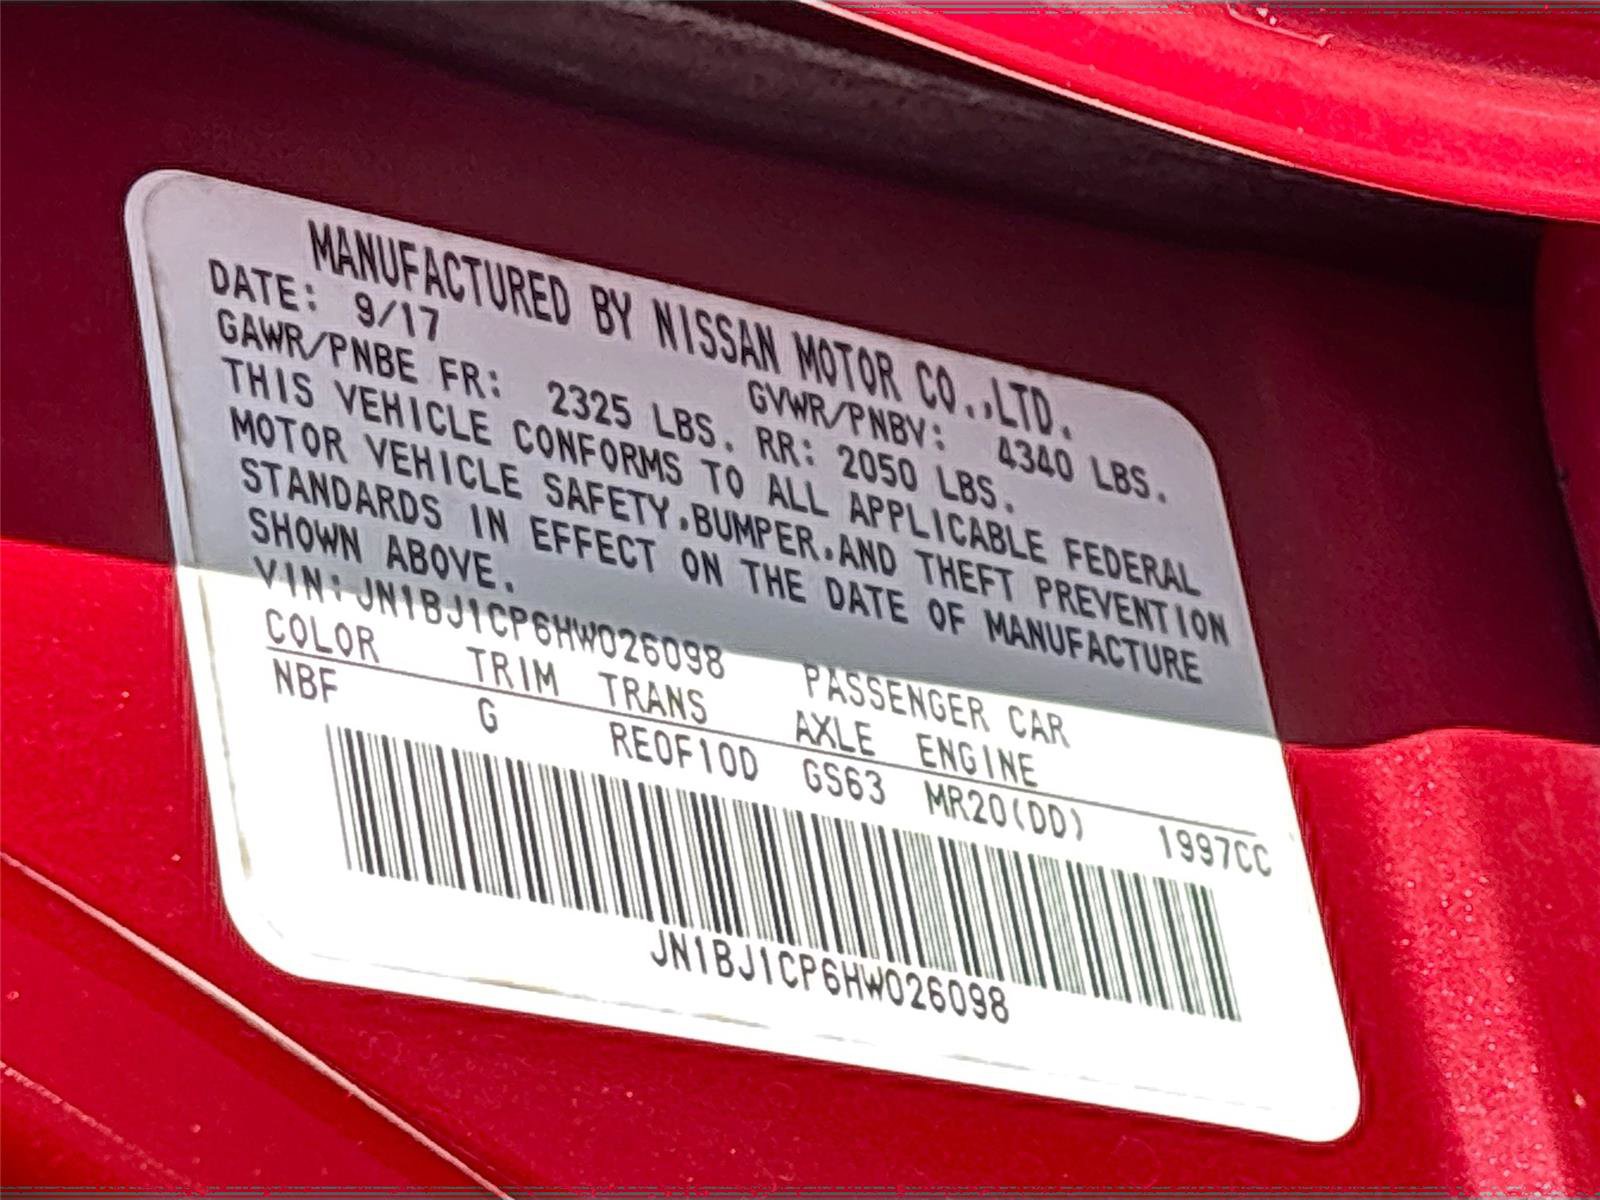 MANUFACTURED BY NISSAN MOTOR CO.,LTD.
DATE: 9/17 GVWR/PNBV: 4340 LBS.
GAWR/PNBE FR: 2325 LBS. RR: 2050 LBS.
THIS VEHICLE CONFORMS TO ALL APPLICABLE FEDERAL
MOTOR VEHICLE SAFETY,BUMPER,AND THEFT PREVENTION
STANDARDS IN EFFECT ON THE DATE OF MANUFACTURE
SHOWN ABOVE.
VIN:JN1BJ1CP6HW026098 PASSENGER CAR
COLOR TRIM TRANS AXLE ENGINE
NBF G RE0F10D GS63 MR20(DD) 1997CC
JN1BJ1CP6HW026098